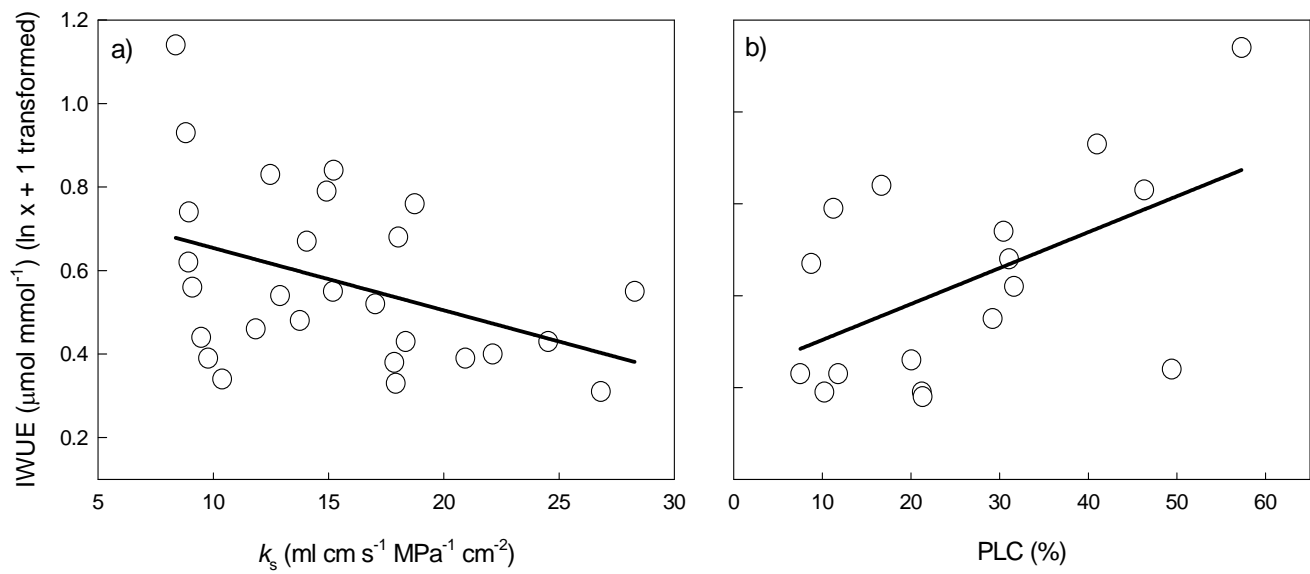 a)
b)
1.2
1.0
0.8
0.6
0.4
0.2
IWUE (μmol mmol⁻¹) (ln x + 1 transformed)
5 10 15 20 25 30
0 10 20 30 40 50 60
kₛ (ml cm s⁻¹ MPa⁻¹ cm⁻²)
PLC (%)